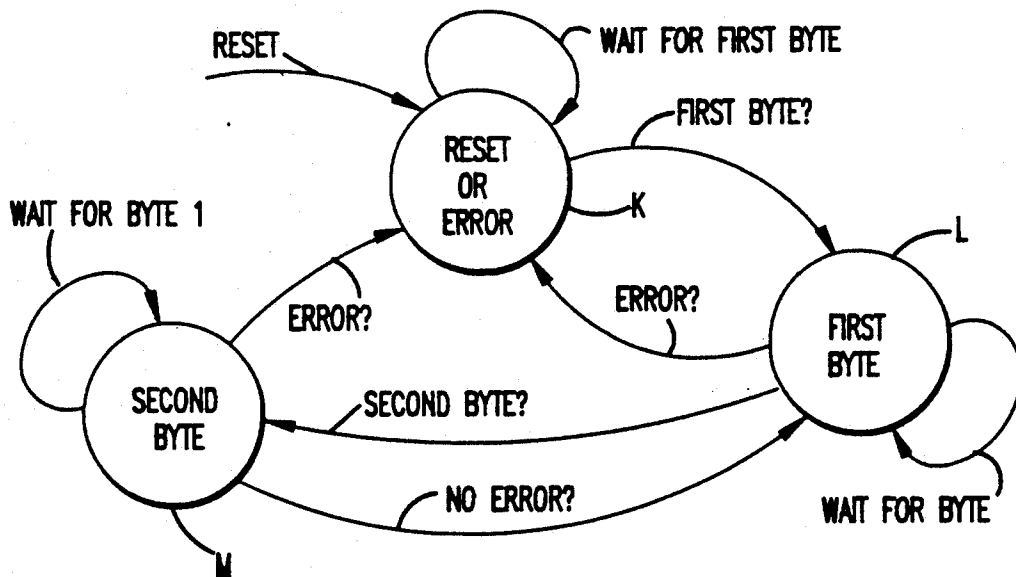 RESET
WAIT FOR FIRST BYTE
FIRST BYTE?
RESET
OR
ERROR
K
WAIT FOR BYTE 1
L
ERROR?
ERROR?
FIRST
BYTE
SECOND
BYTE
SECOND BYTE?
NO ERROR?
WAIT FOR BYTE
M